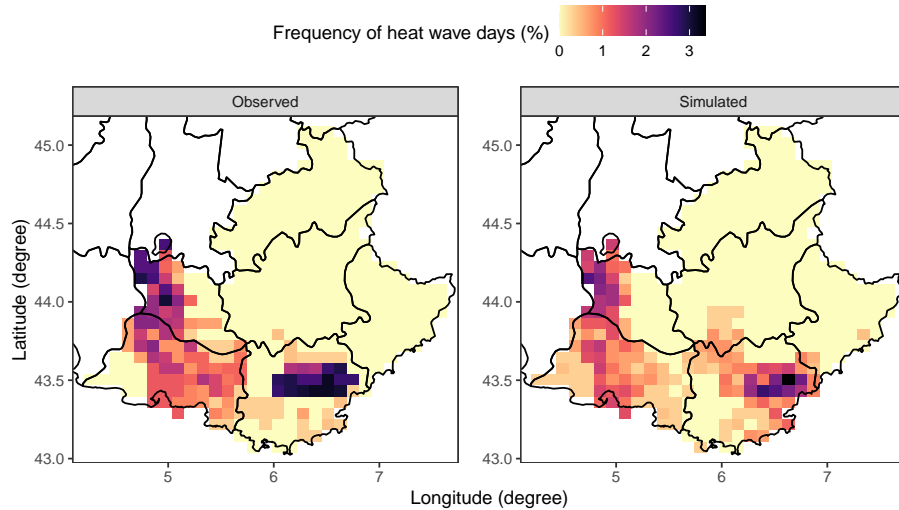 Frequency of heat wave days (%)
0 1 2 3
Observed
Simulated
Latitude (degree)
45.0
44.5
44.0
43.5
43.0
45.0
44.5
44.0
43.5
43.0
5 6 7
5 6 7
Longitude (degree)